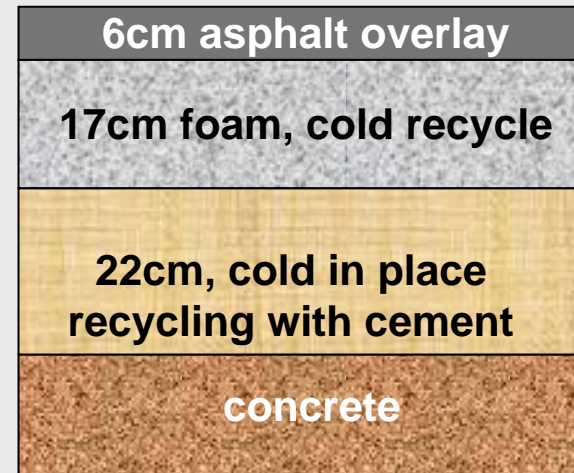 6cm asphalt overlay
17cm foam, cold recycle
22cm, cold in place
recycling with cement
concrete